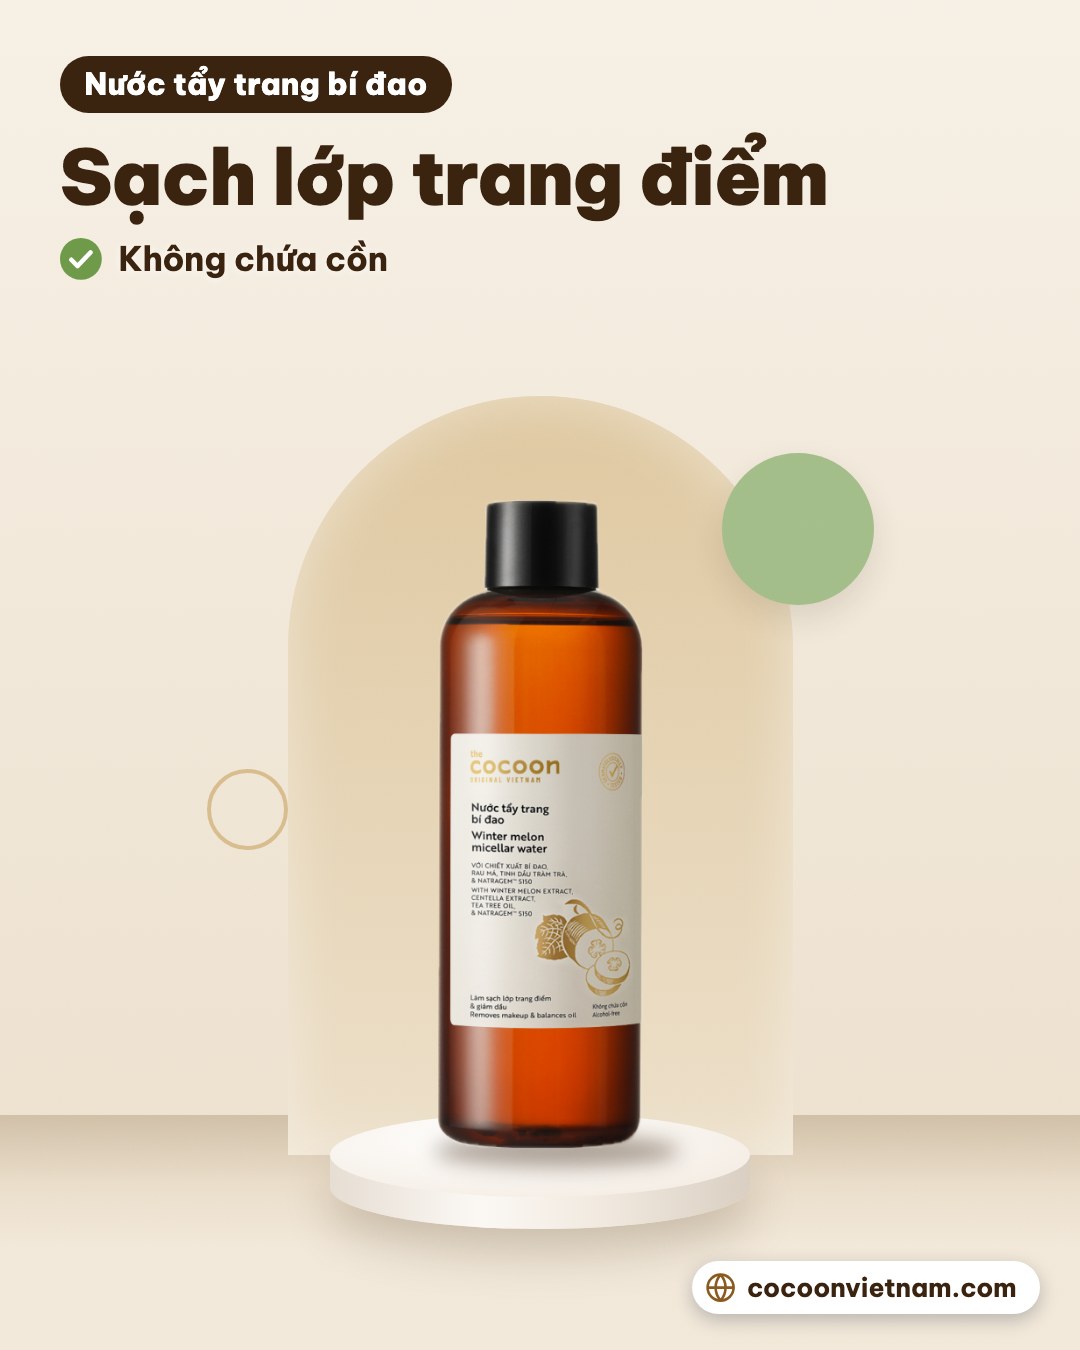 Nước tẩy trang bí đao
Sạch lớp trang điểm
Không chứa cồn
the
cocoon
ORIGINAL VIETNAM
Nước tẩy trang
bí đao
Winter melon
micellar water
VỚI CHIẾT XUẤT BÍ ĐAO,
RAU MÁ, TINH DẦU TRÀM TRÀ,
& NATRAGEM™ S150
WITH WINTER MELON EXTRACT,
CENTELLA EXTRACT,
TEA TREE OIL,
& NATRAGEM™ S150
Làm sạch lớp trang điểm
& giảm dầu
Removes makeup & balances oil
Không chứa cồn
Alcohol-free
cocoonvietnam.com